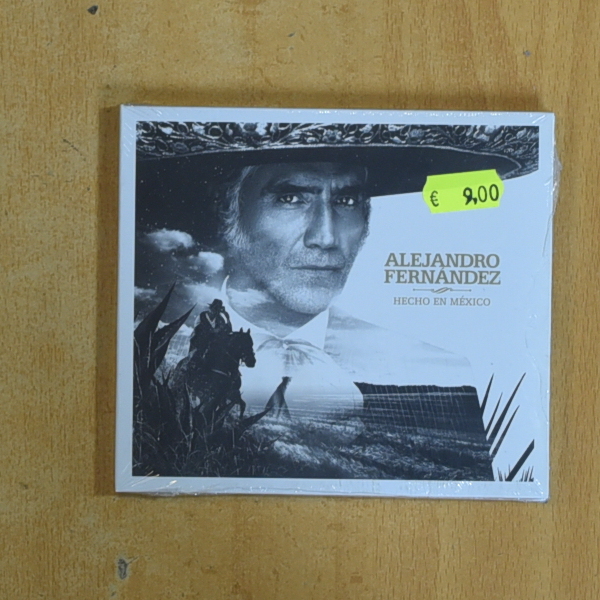 € 9,00
ALEJANDRO
FERNÁNDEZ
HECHO EN MÉXICO